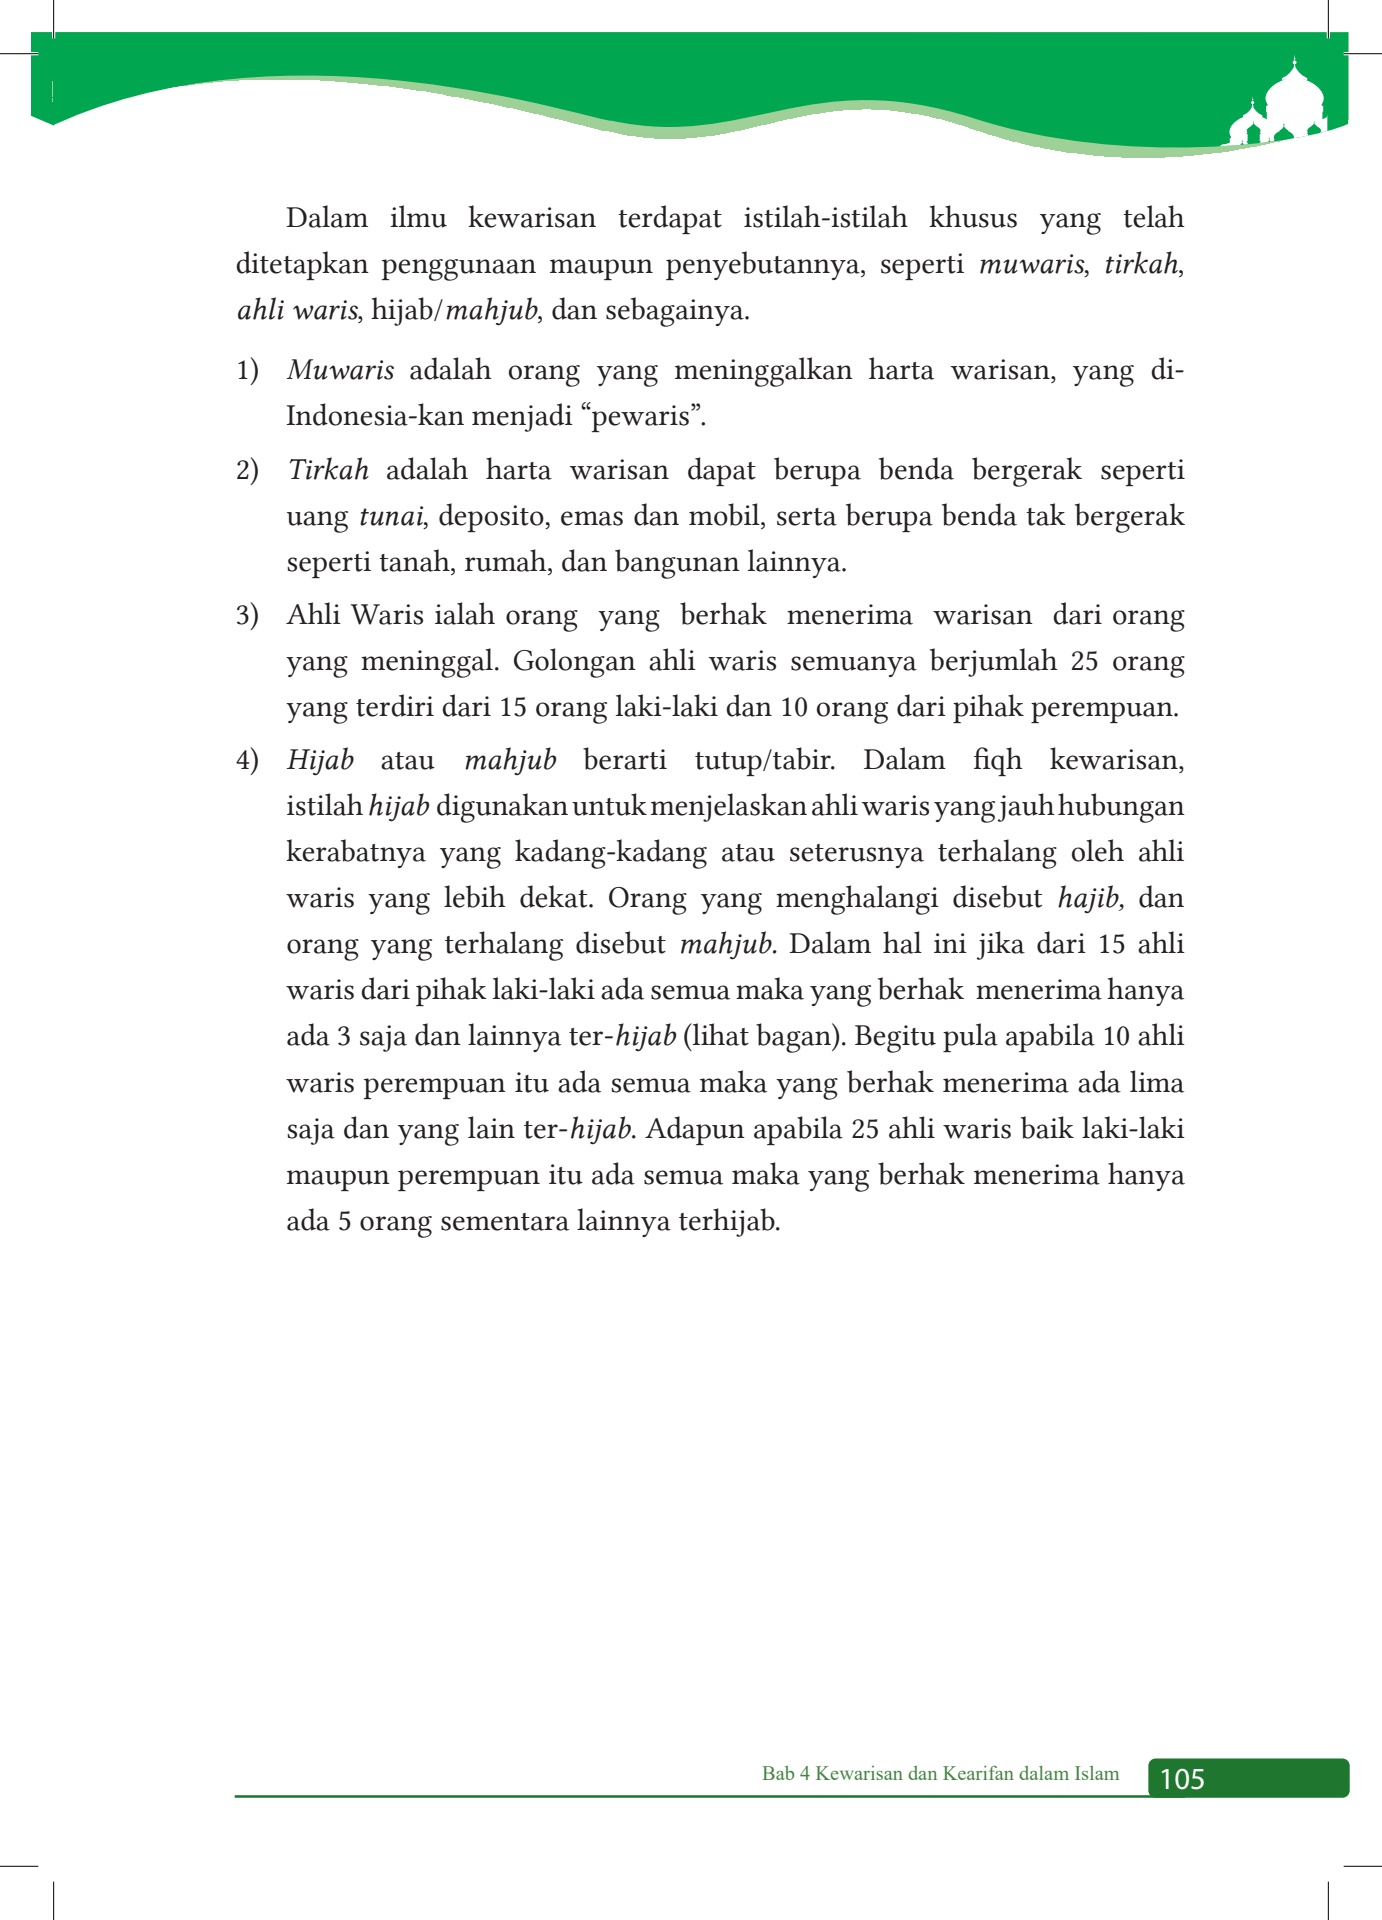 Dalam ilmu kewarisan terdapat istilah-istilah khusus yang telah
ditetapkan penggunaan maupun penyebutannya, seperti muwaris, tirkah,
ahli waris, hijab/mahjub, dan sebagainya.
1) Muwaris adalah orang yang meninggalkan harta warisan, yang di-
Indonesia-kan menjadi “pewaris”.
2) Tirkah adalah harta warisan dapat berupa benda bergerak seperti
uang tunai, deposito, emas dan mobil, serta berupa benda tak bergerak
seperti tanah, rumah, dan bangunan lainnya.
3) Ahli Waris ialah orang yang berhak menerima warisan dari orang
yang meninggal. Golongan ahli waris semuanya berjumlah 25 orang
yang terdiri dari 15 orang laki-laki dan 10 orang dari pihak perempuan.
4) Hijab atau mahjub berarti tutup/tabir. Dalam fiqh kewarisan,
istilah hijab digunakan untuk menjelaskan ahli waris yang jauh hubungan
kerabatnya yang kadang-kadang atau seterusnya terhalang oleh ahli
waris yang lebih dekat. Orang yang menghalangi disebut hajib, dan
orang yang terhalang disebut mahjub. Dalam hal ini jika dari 15 ahli
waris dari pihak laki-laki ada semua maka yang berhak menerima hanya
ada 3 saja dan lainnya ter-hijab (lihat bagan). Begitu pula apabila 10 ahli
waris perempuan itu ada semua maka yang berhak menerima ada lima
saja dan yang lain ter-hijab. Adapun apabila 25 ahli waris baik laki-laki
maupun perempuan itu ada semua maka yang berhak menerima hanya
ada 5 orang sementara lainnya terhijab.
Bab 4 Kewarisan dan Kearifan dalam Islam 105